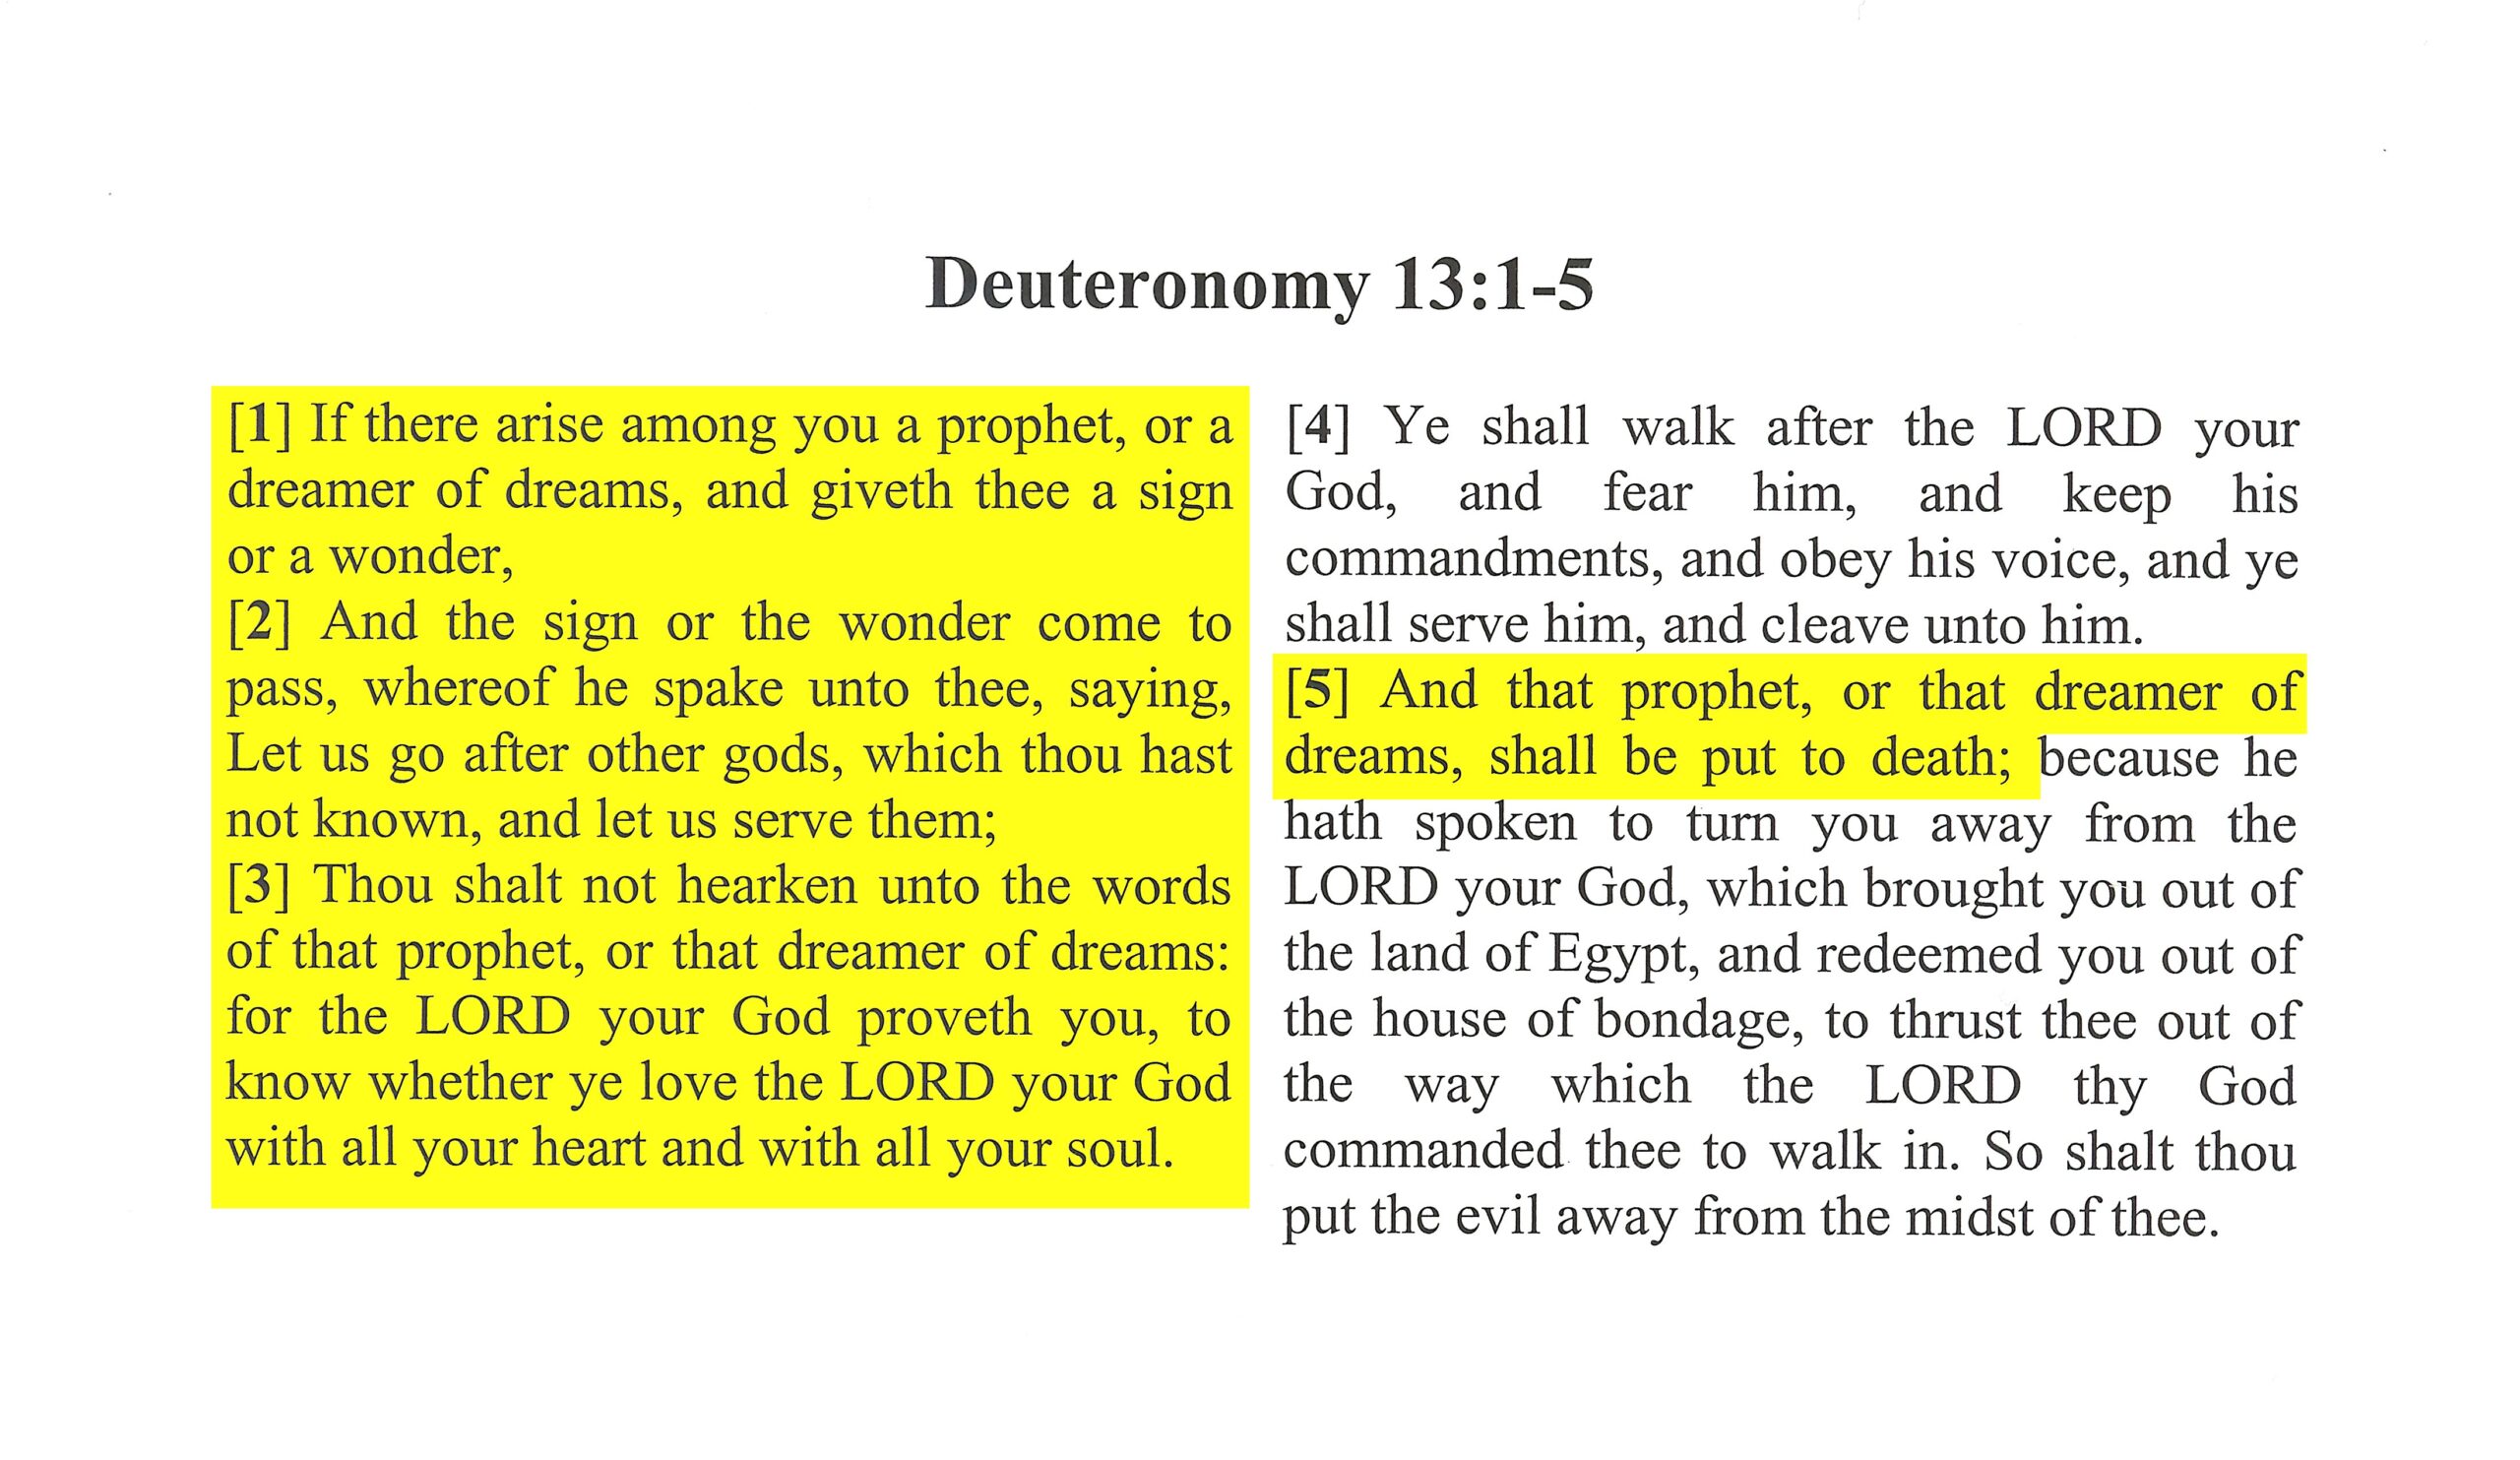 Deuteronomy 13:1-5
[1] If there arise among you a prophet, or a
dreamer of dreams, and giveth thee a sign
or a wonder,
[2] And the sign or the wonder come to
pass, whereof he spake unto thee, saying,
Let us go after other gods, which thou hast
not known, and let us serve them;
[3] Thou shalt not hearken unto the words
of that prophet, or that dreamer of dreams:
for the LORD your God proveth you, to
know whether ye love the LORD your God
with all your heart and with all your soul.
[4] Ye shall walk after the LORD your
God, and fear him, and keep his
commandments, and obey his voice, and ye
shall serve him, and cleave unto him.
[5] And that prophet, or that dreamer of
dreams, shall be put to death; because he
hath spoken to turn you away from the
LORD your God, which brought you out of
the land of Egypt, and redeemed you out of
the house of bondage, to thrust thee out of
the way which the LORD thy God
commanded thee to walk in. So shalt thou
put the evil away from the midst of thee.